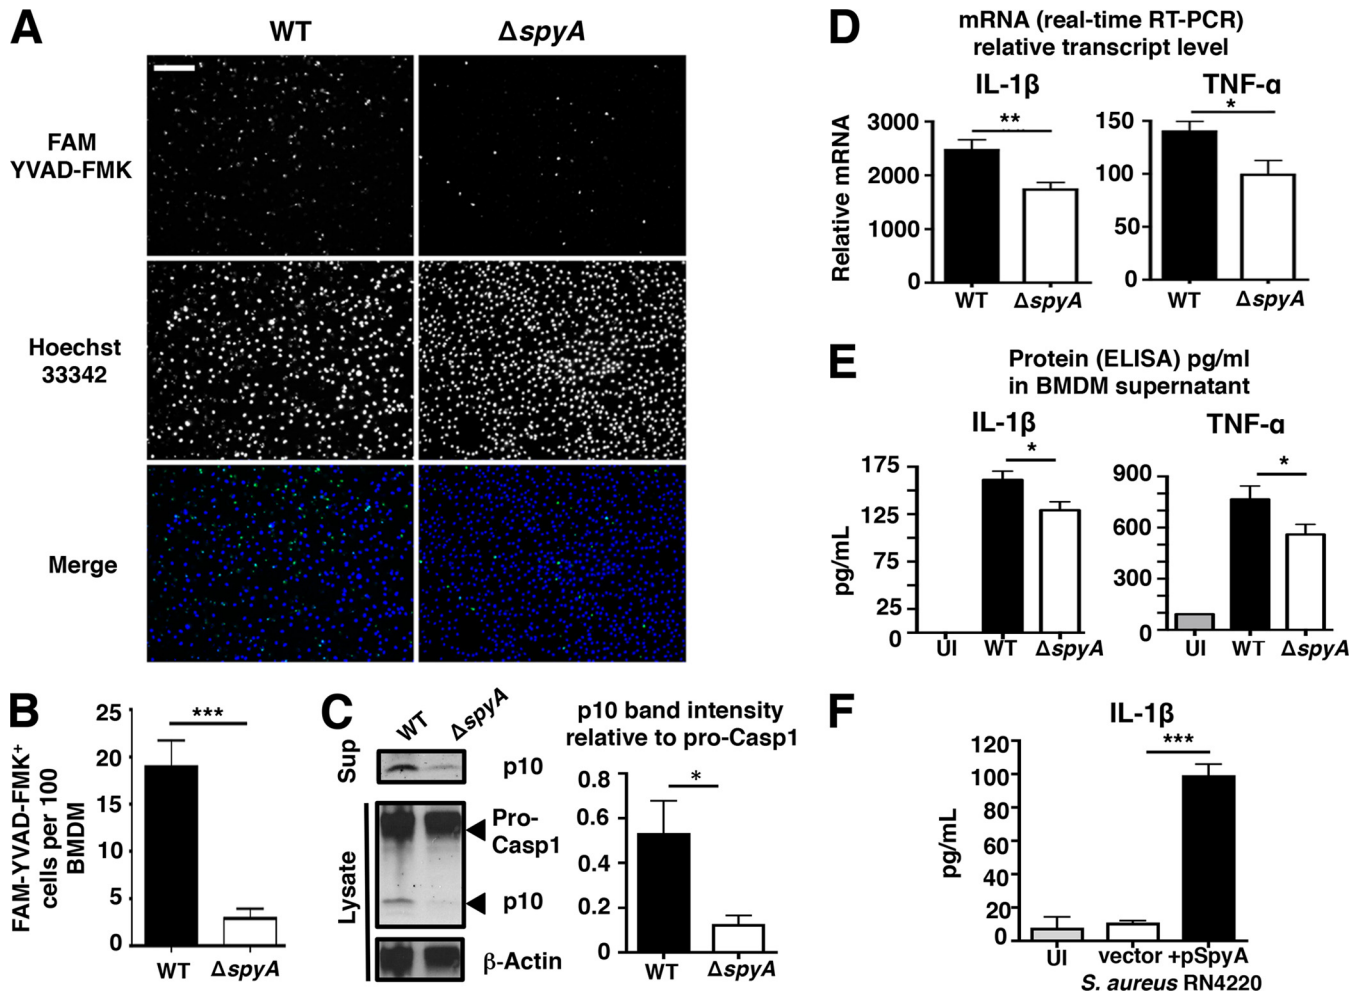 A
WT
ΔspyA
FAM
YVAD-FMK
Hoechst
33342
Merge
B
FAM-YVAD-FMK+
cells per 100
BMDM
25
20
15
10
5
0
***
WT
ΔspyA
C
WT
ΔspyA
Sup
p10
Lysate
Pro-
Casp1
p10
β-Actin
p10 band intensity
relative to pro-Casp1
0.8
0.6
0.4
0.2
0
*
WT
ΔspyA
D
mRNA (real-time RT-PCR)
relative transcript level
IL-1β
Relative mRNA
3000
2000
1000
0
**
WT
ΔspyA
TNF-α
150
100
50
0
*
WT
ΔspyA
E
Protein (ELISA) pg/ml
in BMDM supernatant
IL-1β
pg/mL
175
125
75
25
0
*
UI
WT
ΔspyA
TNF-α
900
600
300
0
*
UI
WT
ΔspyA
F
IL-1β
pg/mL
120
100
80
60
40
20
0
***
UI
vector +pSpyA
S. aureus RN4220